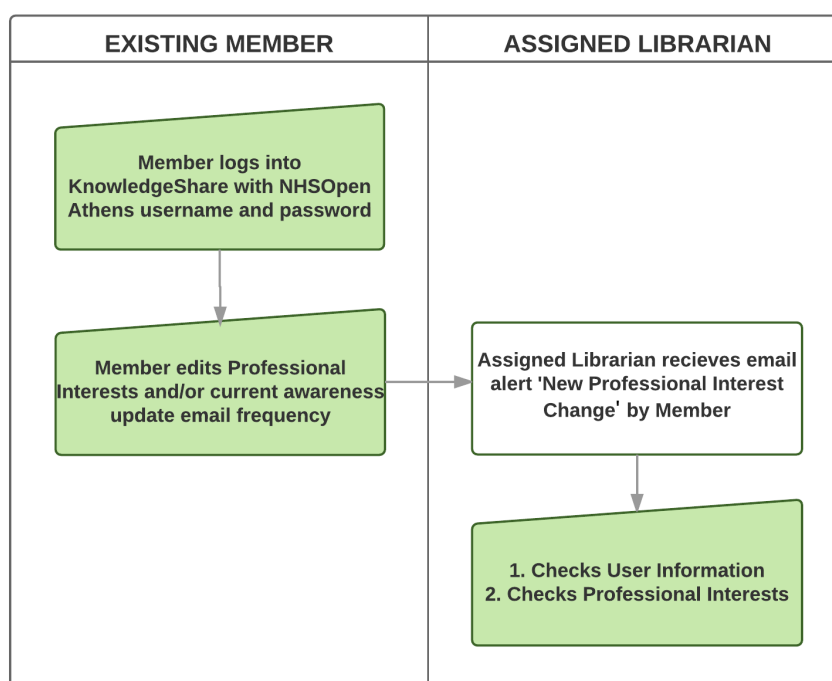 EXISTING MEMBER
ASSIGNED LIBRARIAN
Member logs into
KnowledgeShare with NHSOpen
Athens username and password
Member edits Professional
Interests and/or current awareness
update email frequency
Assigned Librarian recieves email
alert 'New Professional Interest
Change' by Member
1. Checks User Information
2. Checks Professional Interests